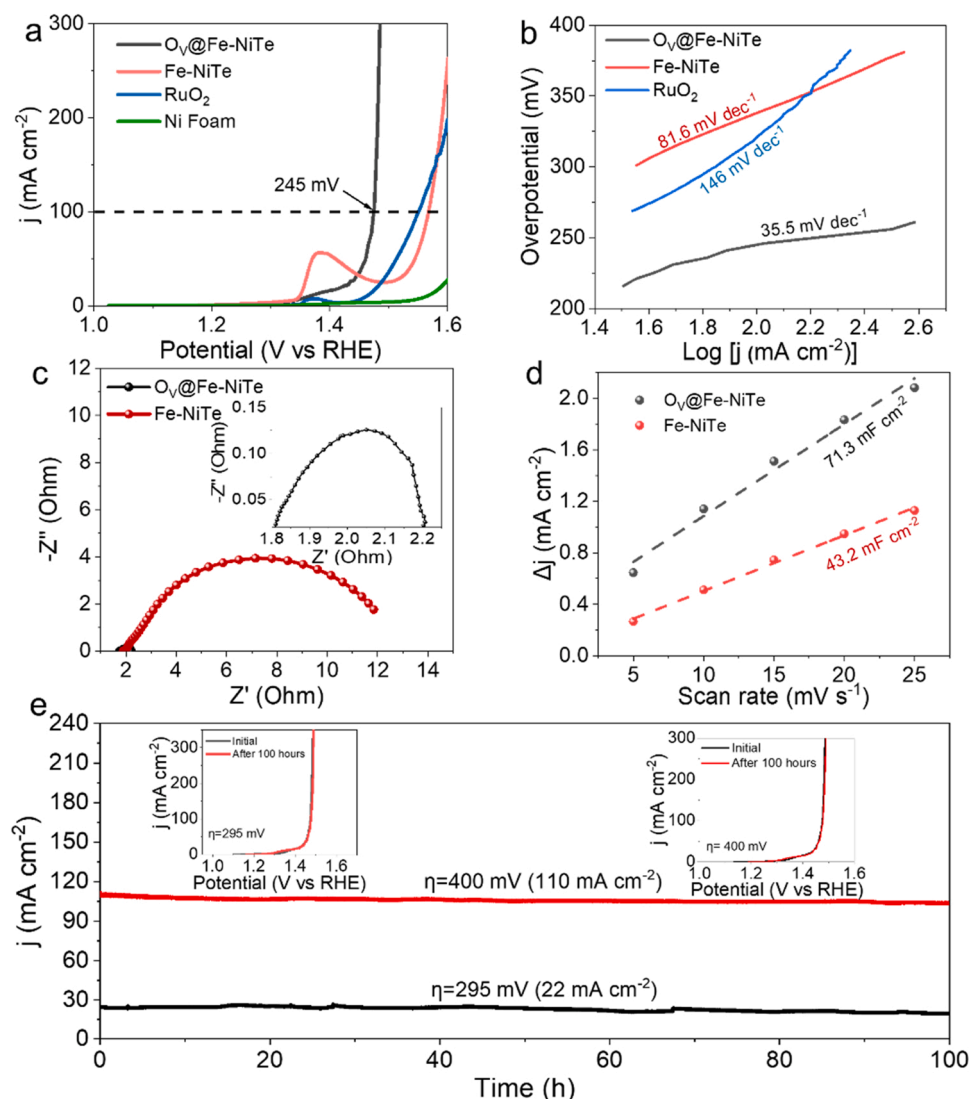 a
300
200
100
0
j (mA cm⁻²)
O_V@Fe-NiTe
Fe-NiTe
RuO₂
Ni Foam
245 mV
1.0 1.2 1.4 1.6
Potential (V vs RHE)
b
400
350
300
250
200
Overpotential (mV)
O_V@Fe-NiTe
Fe-NiTe
RuO₂
81.6 mV dec⁻¹
146 mV dec⁻¹
35.5 mV dec⁻¹
1.4 1.6 1.8 2.0 2.2 2.4 2.6
Log [j (mA cm⁻²)]
c
12
10
8
6
4
2
0
-Z'' (Ohm)
O_V@Fe-NiTe
Fe-NiTe
0.15
0.10
0.05
-Z'' (Ohm)
1.8 1.9 2.0 2.1 2.2
Z' (Ohm)
2 4 6 8 10 12 14
Z' (Ohm)
d
2.0
1.6
1.2
0.8
0.4
0.0
Δj (mA cm⁻²)
O_V@Fe-NiTe
Fe-NiTe
71.3 mF cm⁻²
43.2 mF cm⁻²
5 10 15 20 25
Scan rate (mV s⁻¹)
e
240
210
180
150
120
90
60
30
0
j (mA cm⁻²)
Initial
After 100 hours
300
200
100
0
j (mA cm⁻²)
η=295 mV
1.0 1.2 1.4 1.6
Potential (V vs RHE)
Initial
After 100 hours
300
200
100
0
j (mA cm⁻²)
η= 400 mV
1.0 1.2 1.4 1.6
Potential (V vs RHE)
η=400 mV (110 mA cm⁻²)
η=295 mV (22 mA cm⁻²)
0 20 40 60 80 100
Time (h)